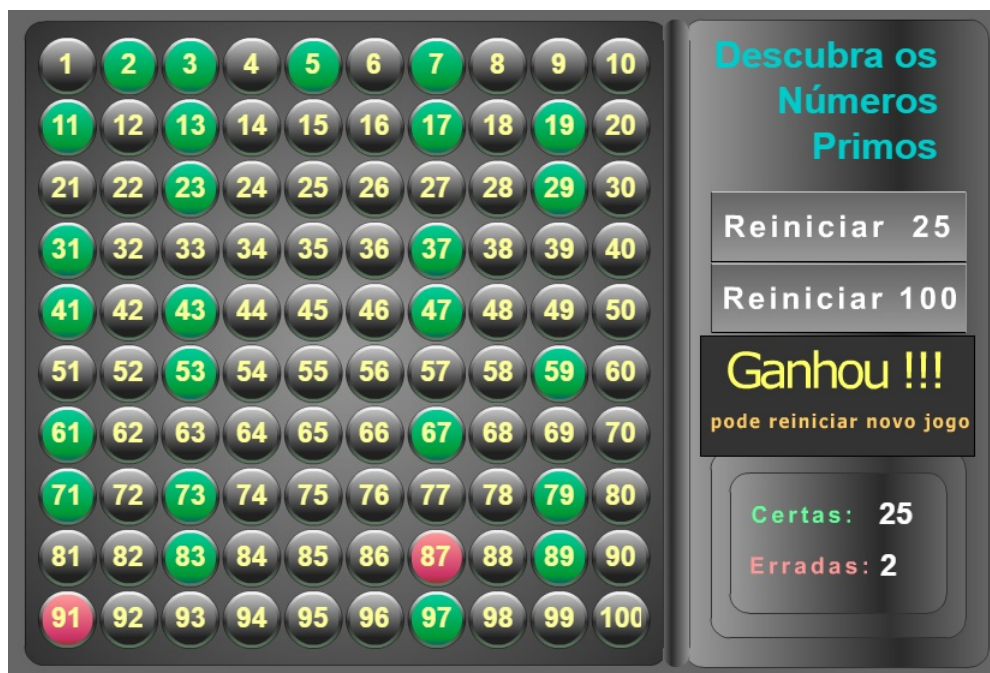 1 2 3 4 5 6 7 8 9 10
11 12 13 14 15 16 17 18 19 20
21 22 23 24 25 26 27 28 29 30
31 32 33 34 35 36 37 38 39 40
41 42 43 44 45 46 47 48 49 50
51 52 53 54 55 56 57 58 59 60
61 62 63 64 65 66 67 68 69 70
71 72 73 74 75 76 77 78 79 80
81 82 83 84 85 86 87 88 89 90
91 92 93 94 95 96 97 98 99 100
Descubra os
Números
Primos
Reiniciar 25
Reiniciar 100
Ganhou !!!
pode reiniciar novo jogo
Certas: 25
Erradas: 2